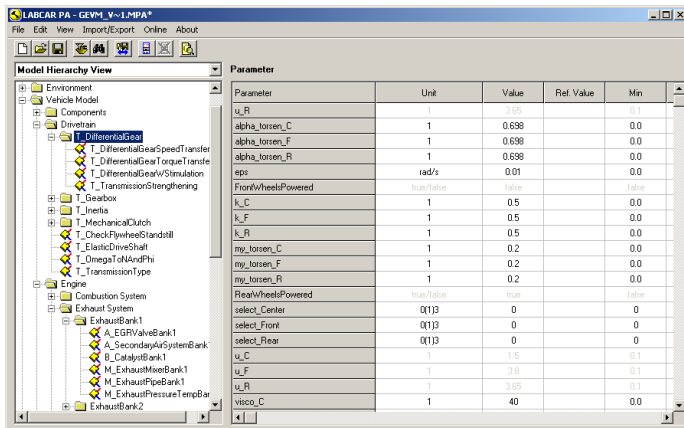 LABCAR PA - GEVM_V~1.MPA*
File Edit View Import/Export Online About
Model Hierarchy View
Environment
Vehicle Model
Components
Drivetrain
T_DifferentialGear
T_DifferentialGearSpeedTransfer
T_DifferentialGearTorqueTransfe
T_DifferentialGearWStimulation
T_TransmissionStrengthening
T_Gearbox
T_Inertia
T_MechanicalClutch
T_CheckFlywheelStandstill
T_ElasticDriveShaft
T_OmegaToNAndPhi
T_TransmissionType
Engine
Combustion System
Exhaust System
ExhaustBank1
A_EGRValveBank1
A_SecondaryAirSystemBank
B_CatalystBank1
M_ExhaustMixerBank1
M_ExhaustPipeBank1
M_ExhaustPressureTempBar
ExhaustBank2
Parameter
Parameter Unit Value Ref. Value Min
u_R 1 3.65 0.1
alpha_torsen_C 1 0.698 0.0
alpha_torsen_F 1 0.698 0.0
alpha_torsen_R 1 0.698 0.0
eps rad/s 0.01 0.0
FrontWheelsPowered true/false false false
k_C 1 0.5 0.0
k_F 1 0.5 0.0
k_R 1 0.5 0.0
my_torsen_C 1 0.2 0.0
my_torsen_F 1 0.2 0.0
my_torsen_R 1 0.2 0.0
RearWheelsPowered true/false true false
select_Center 0(1)3 0 0
select_Front 0(1)3 0 0
select_Rear 0(1)3 0 0
u_C 1 1.5 0.1
u_F 1 3.8 0.1
u_R 1 3.65 0.1
visco_C 1 40 0.0